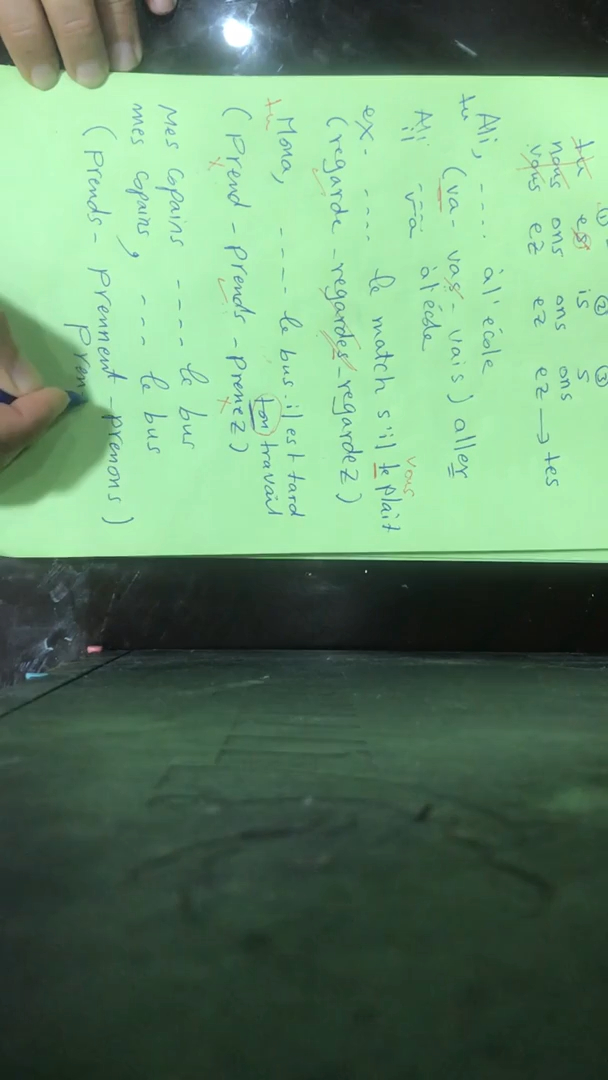 ① ② ③
tu es is s
nous ons ons ons
vous ez ez ez → tes
Ali, - - - - à l'école
tu (va - vas - vais) aller
Ali - - - à l'école
il va
ex. - - - - le match s'il te plait
vous
(regarde - regardes - regardez)
Mona, - - - - le bus. il est tard
tu ton travail
(Prend - prends - prenez)
Mes copains - - - - le bus
mes copains, - - - le bus
(Prends - prennent - prenons)
pren